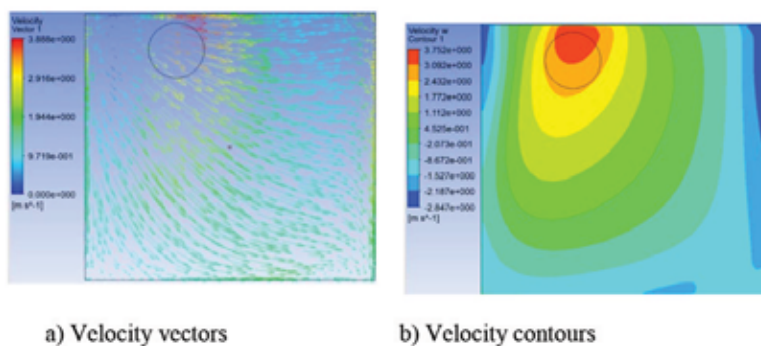 Velocity
Vector 1
3.888e+000
2.916e+000
1.944e+000
9.719e-001
0.000e+000
[m s^-1]
Velocity w
Contour 1
3.752e+000
3.092e+000
2.432e+000
1.772e+000
1.112e+000
4.525e-001
-2.073e-001
-8.672e-001
-1.527e+000
-2.187e+000
-2.847e+000
[m s^-1]
a) Velocity vectors
b) Velocity contours